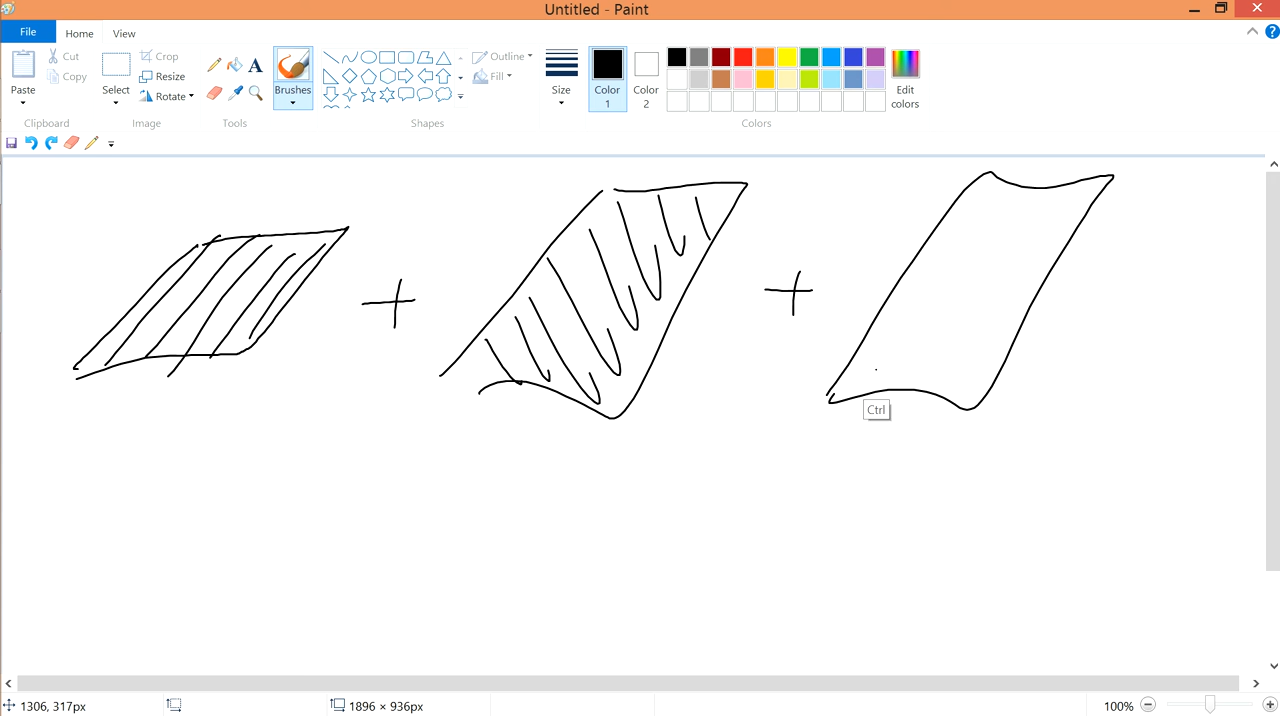 Untitled - Paint
File Home View
Cut
Copy
Paste
Clipboard
Select
Crop
Resize
Rotate
Image
A
Tools
Brushes
Outline
Fill
Shapes
Size
Color 1
Color 2
Edit colors
Colors
?
+ +
Ctrl
1306, 317px 1896 × 936px 100%